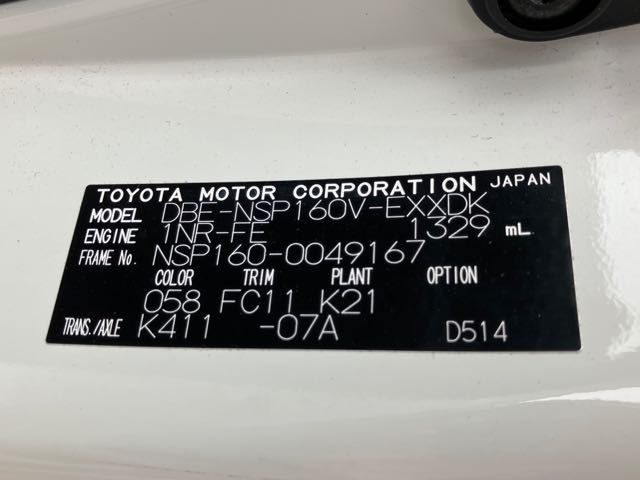 TOYOTA MOTOR CORPORATION JAPAN
MODEL DBE-NSP160V-EXXDK
ENGINE 1NR-FE 1329 mL
FRAME No. NSP160-0049167
COLOR TRIM PLANT OPTION
058 FC11 K21
TRANS./AXLE K411 -07A D514